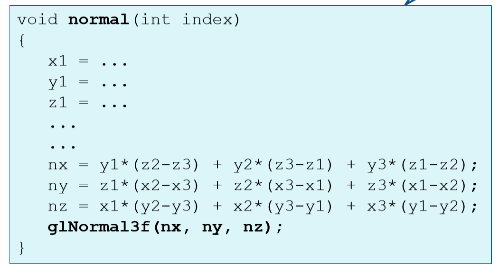 void normal(int index)
{
x1 = ...
y1 = ...
z1 = ...
...
...
nx = y1*(z2-z3) + y2*(z3-z1) + y3*(z1-z2);
ny = z1*(x2-x3) + z2*(x3-x1) + z3*(x1-x2);
nz = x1*(y2-y3) + x2*(y3-y1) + x3*(y1-y2);
glNormal3f(nx, ny, nz);
}